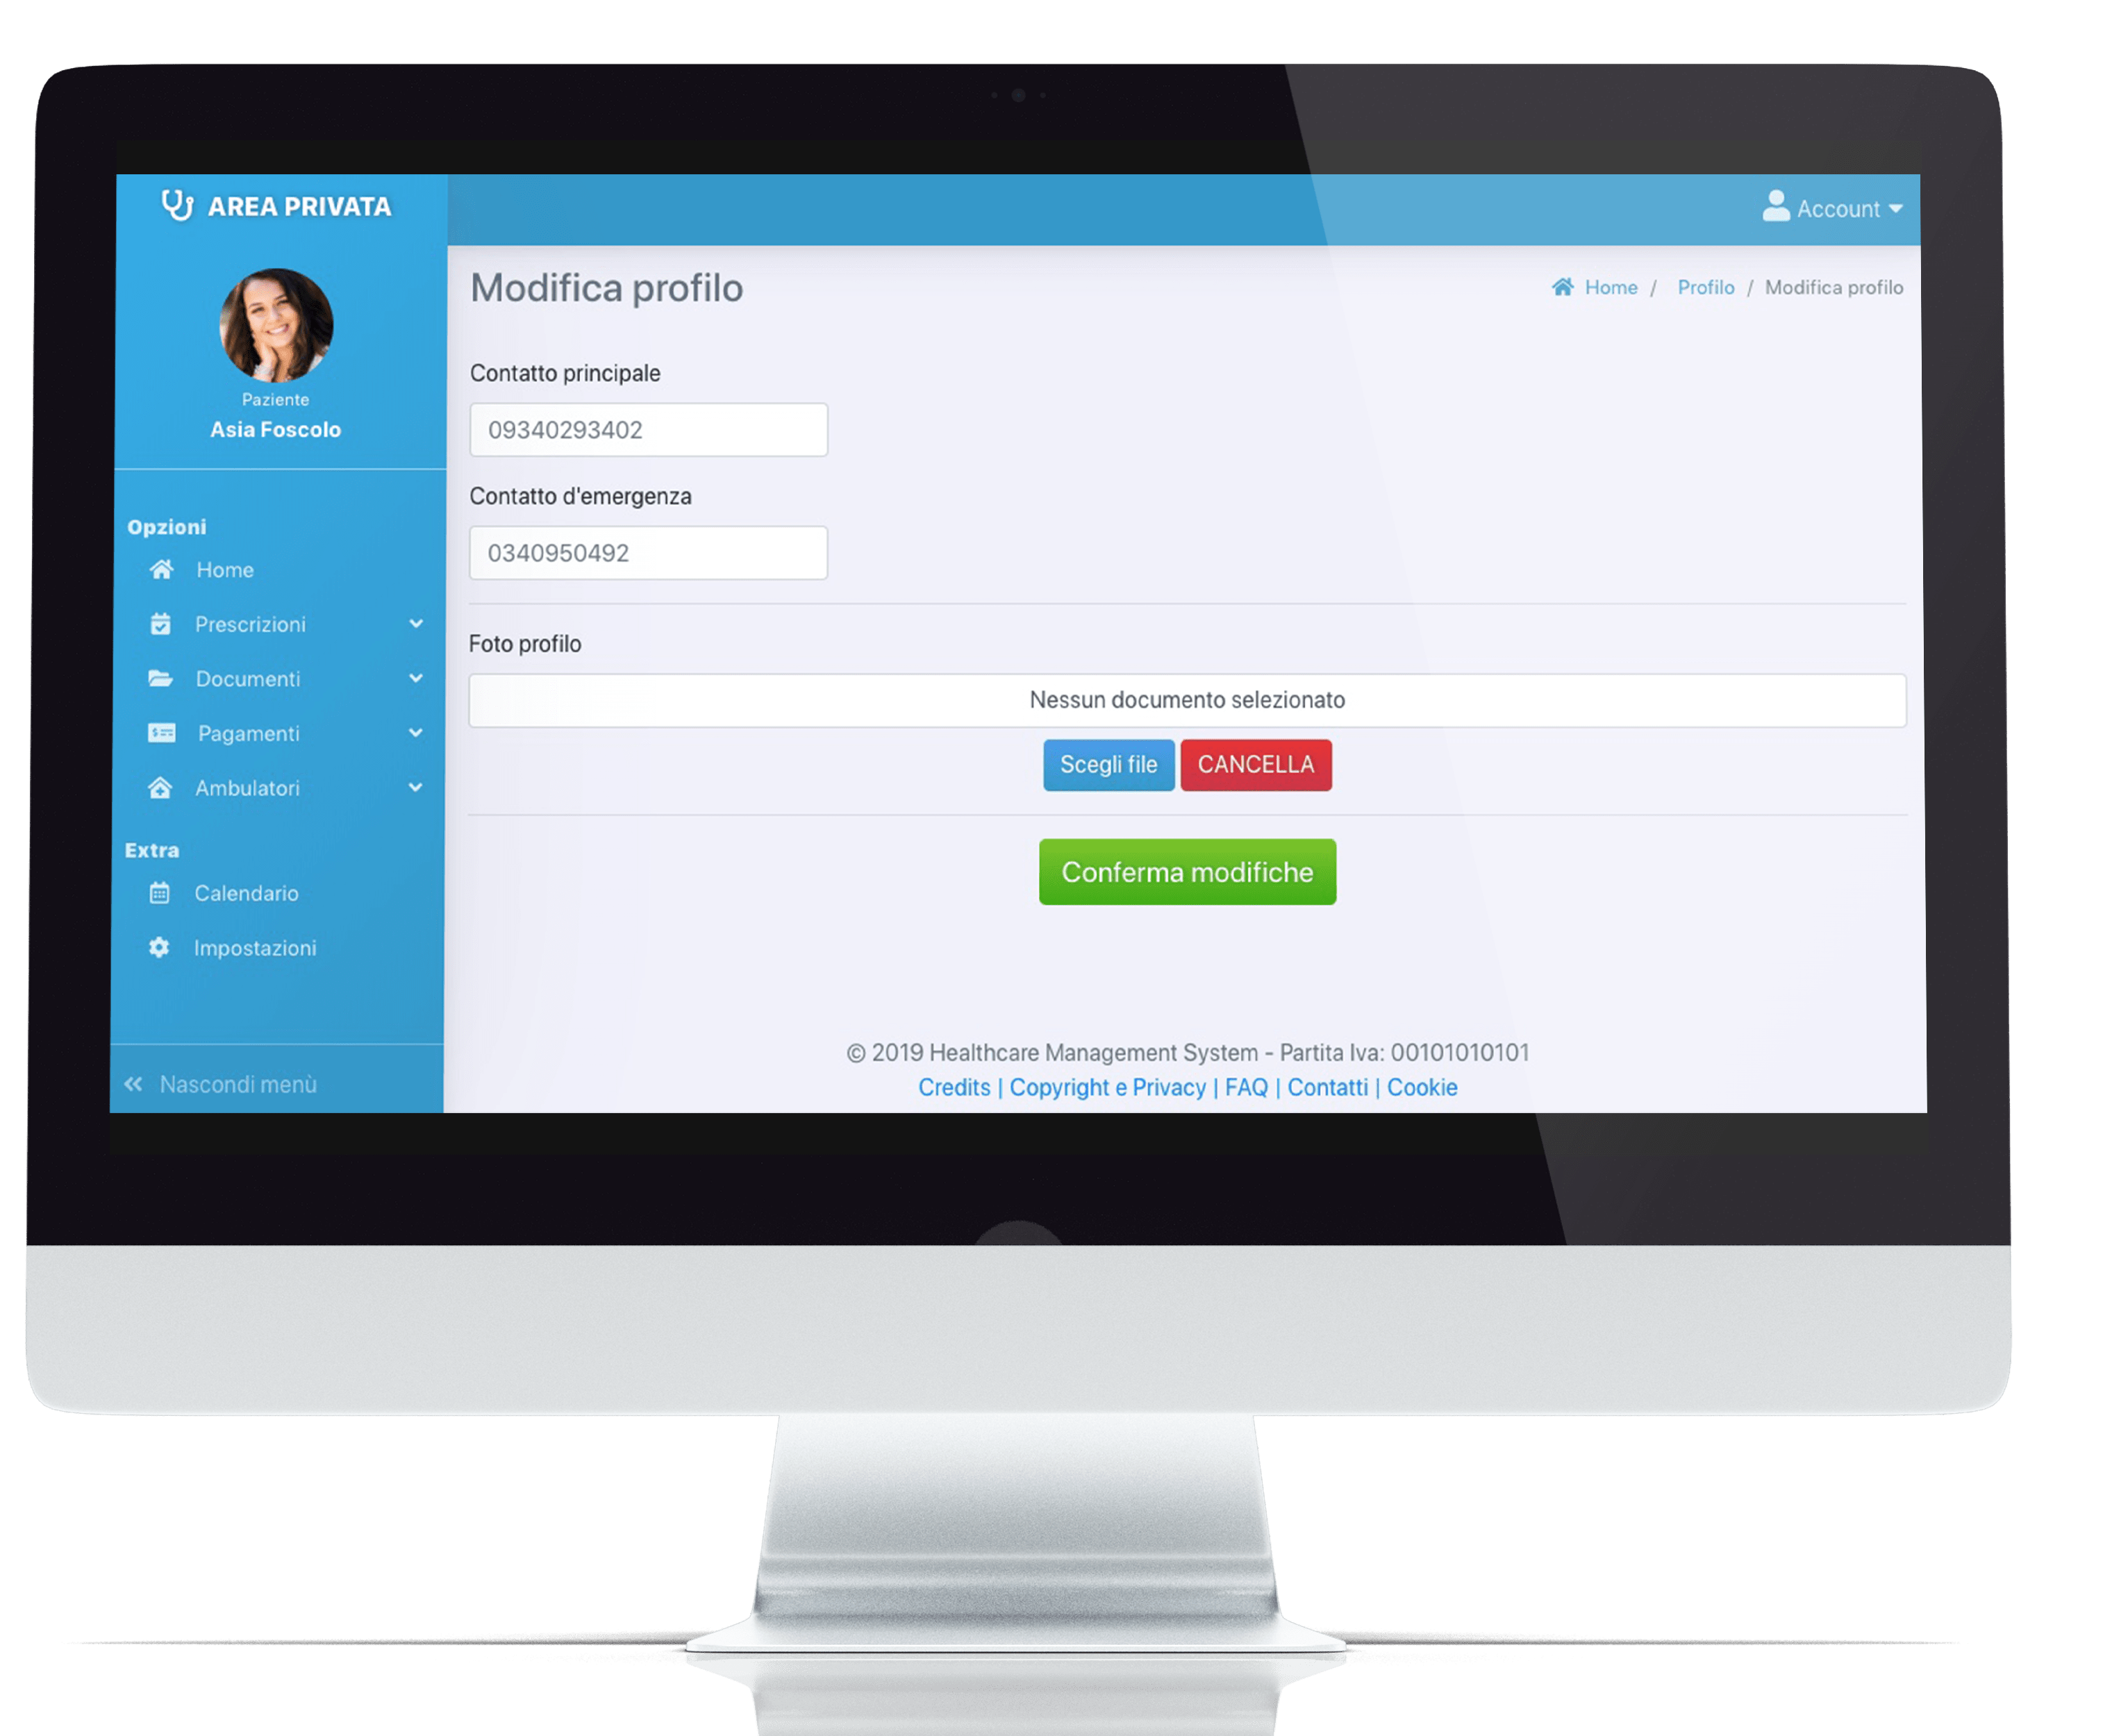 AREA PRIVATA
Account
Paziente
Asia Foscolo
Opzioni
Home
Prescrizioni
Documenti
Pagamenti
Ambulatori
Extra
Calendario
Impostazioni
Nascondi menù
Modifica profilo
Home / Profilo / Modifica profilo
Contatto principale
09340293402
Contatto d'emergenza
0340950492
Foto profilo
Nessun documento selezionato
Scegli file CANCELLA
Conferma modifiche
© 2019 Healthcare Management System - Partita Iva: 00101010101
Credits | Copyright e Privacy | FAQ | Contatti | Cookie